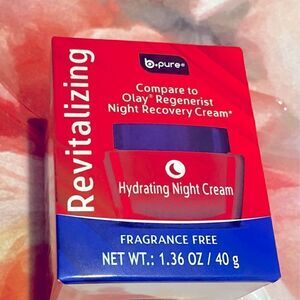 b·pure®
Revitalizing
Compare to
Olay® Regenerist
Night Recovery Cream*
Hydrating Night Cream
FRAGRANCE FREE
NET WT.: 1.36 OZ / 40 g